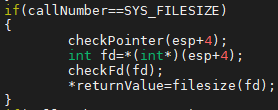 if(callNumber==SYS_FILESIZE)
{
checkPointer(esp+4);
int fd=*(int*)(esp+4);
checkFd(fd);
*returnValue=filesize(fd);
}